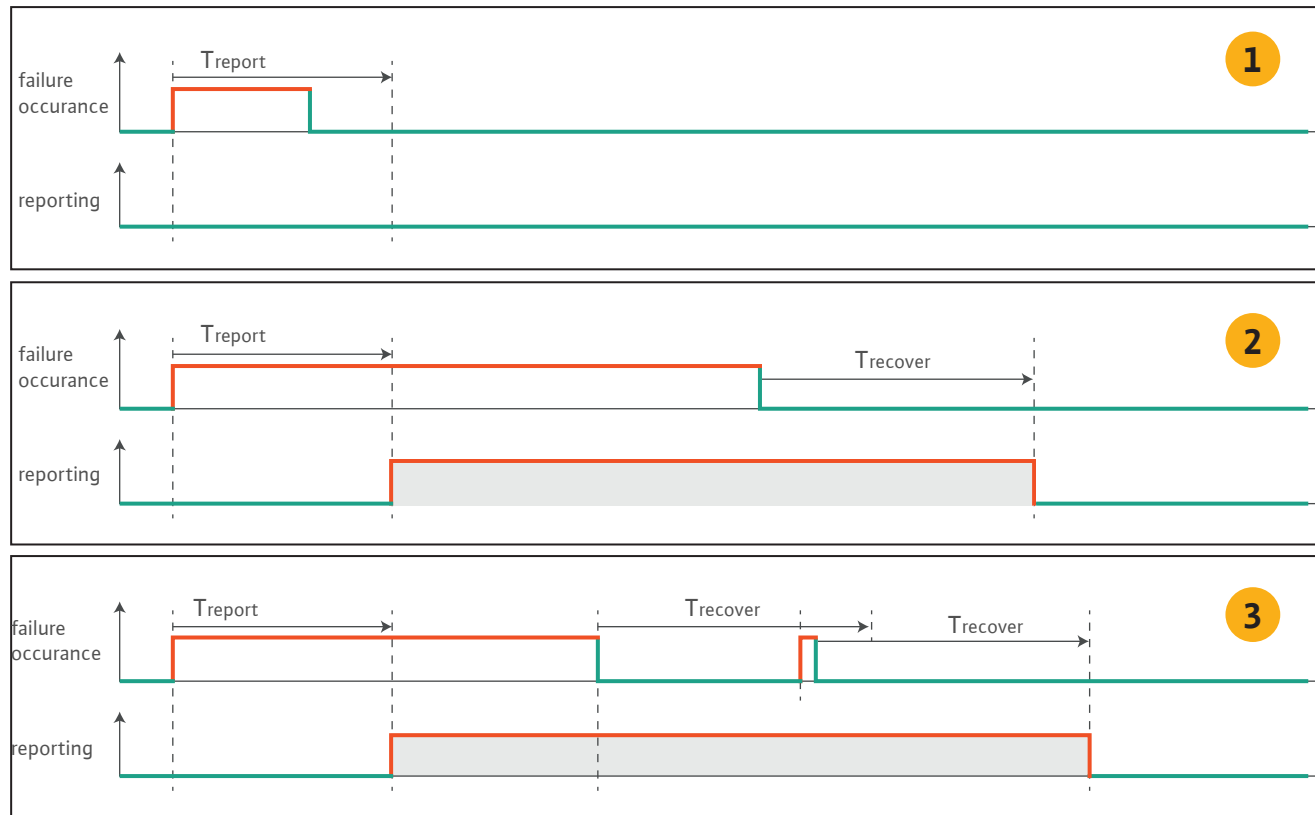 1
Treport
failure
occurance
reporting
2
Treport
failure
occurance
Trecover
reporting
3
Treport
Trecover
Trecover
failure
occurance
reporting